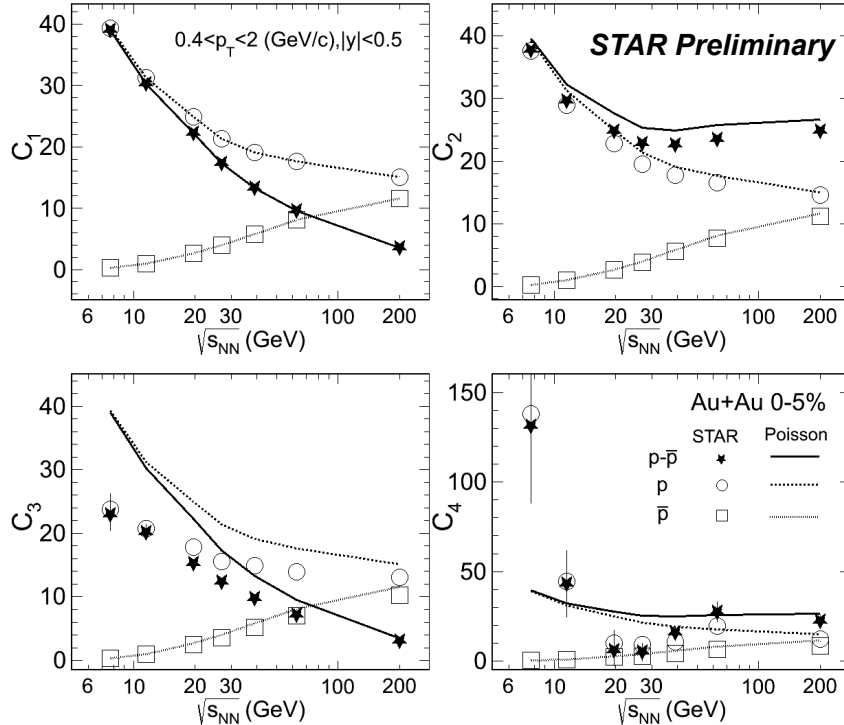 0.4<p_T<2 (GeV/c),|y|<0.5
C_1
40
30
20
10
0
6 10 20 30 100 200
√s_NN (GeV)
STAR Preliminary
C_2
40
30
20
10
0
6 10 20 30 100 200
√s_NN (GeV)
C_3
40
30
20
10
0
6 10 20 30 100 200
√s_NN (GeV)
Au+Au 0-5%
STAR Poisson
p-p̅
p
p̅
C_4
150
100
50
0
6 10 20 30 100 200
√s_NN (GeV)